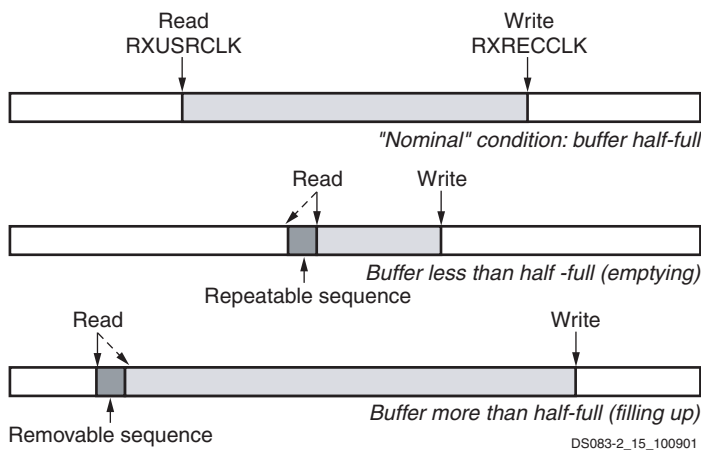 Read
RXUSRCLK
Write
RXRECCLK
"Nominal" condition: buffer half-full
Read
Write
Buffer less than half -full (emptying)
Repeatable sequence
Read
Write
Buffer more than half-full (filling up)
Removable sequence
DS083-2_15_100901